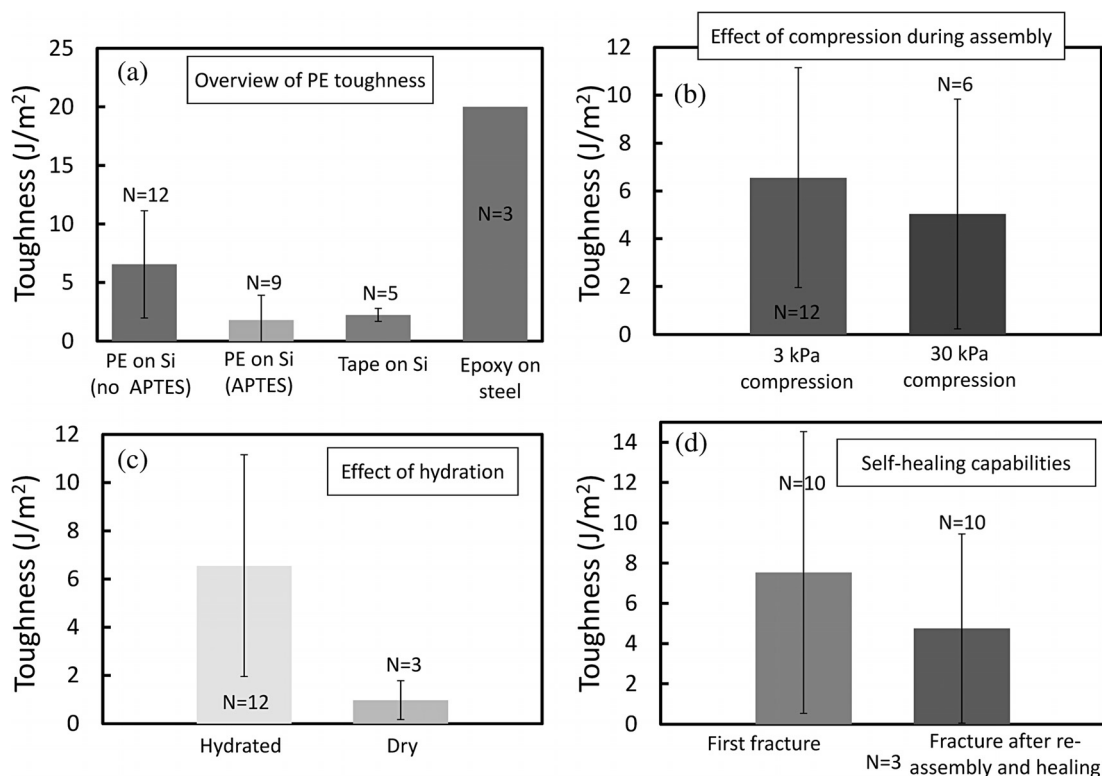 (a)
Overview of PE toughness
Toughness (J/m²)
25
20
15
10
5
0
N=12
N=9
N=5
N=3
PE on Si
(no APTES)
PE on Si
(APTES)
Tape on Si
Epoxy on
steel
(b)
Effect of compression during assembly
Toughness (J/m²)
12
10
8
6
4
2
0
N=12
N=6
3 kPa
compression
30 kPa
compression
(c)
Effect of hydration
Toughness (J/m²)
12
10
8
6
4
2
0
N=12
N=3
Hydrated
Dry
(d)
Self-healing capabilities
Toughness (J/m²)
14
12
10
8
6
4
2
0
N=10
N=10
First fracture
Fracture after re-
N=3 assembly and healing